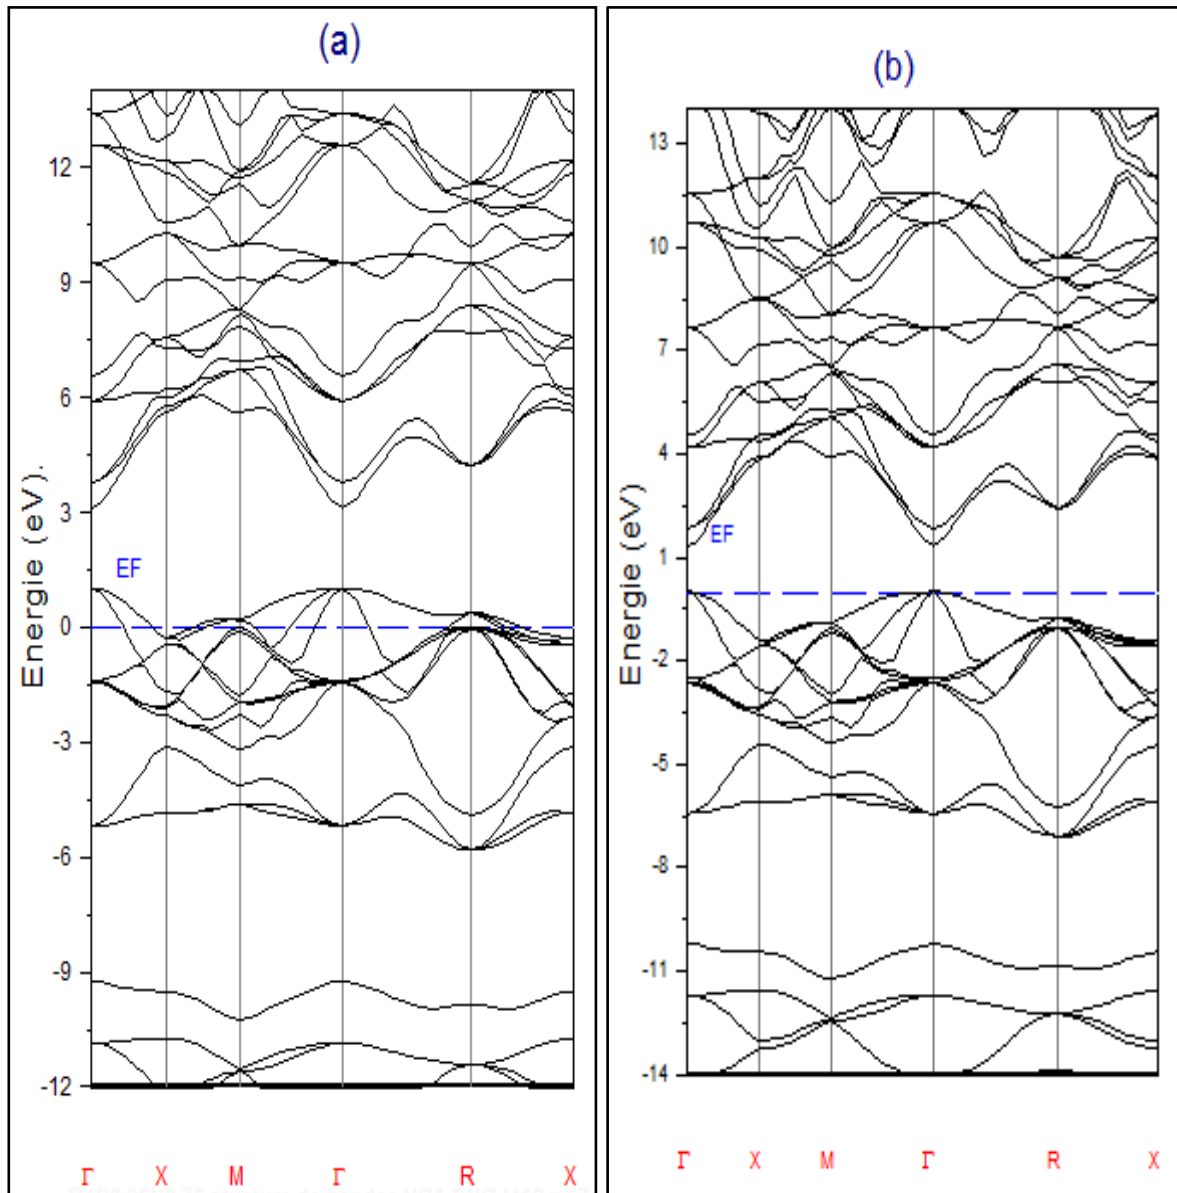 (a)
Energie (eV).
12
9
6
3
0
-3
-6
-9
-12
EF
Γ X M Γ R X
(b)
Energie (eV)
13
10
7
4
1
-2
-5
-8
-11
-14
EF
Γ X M Γ R X